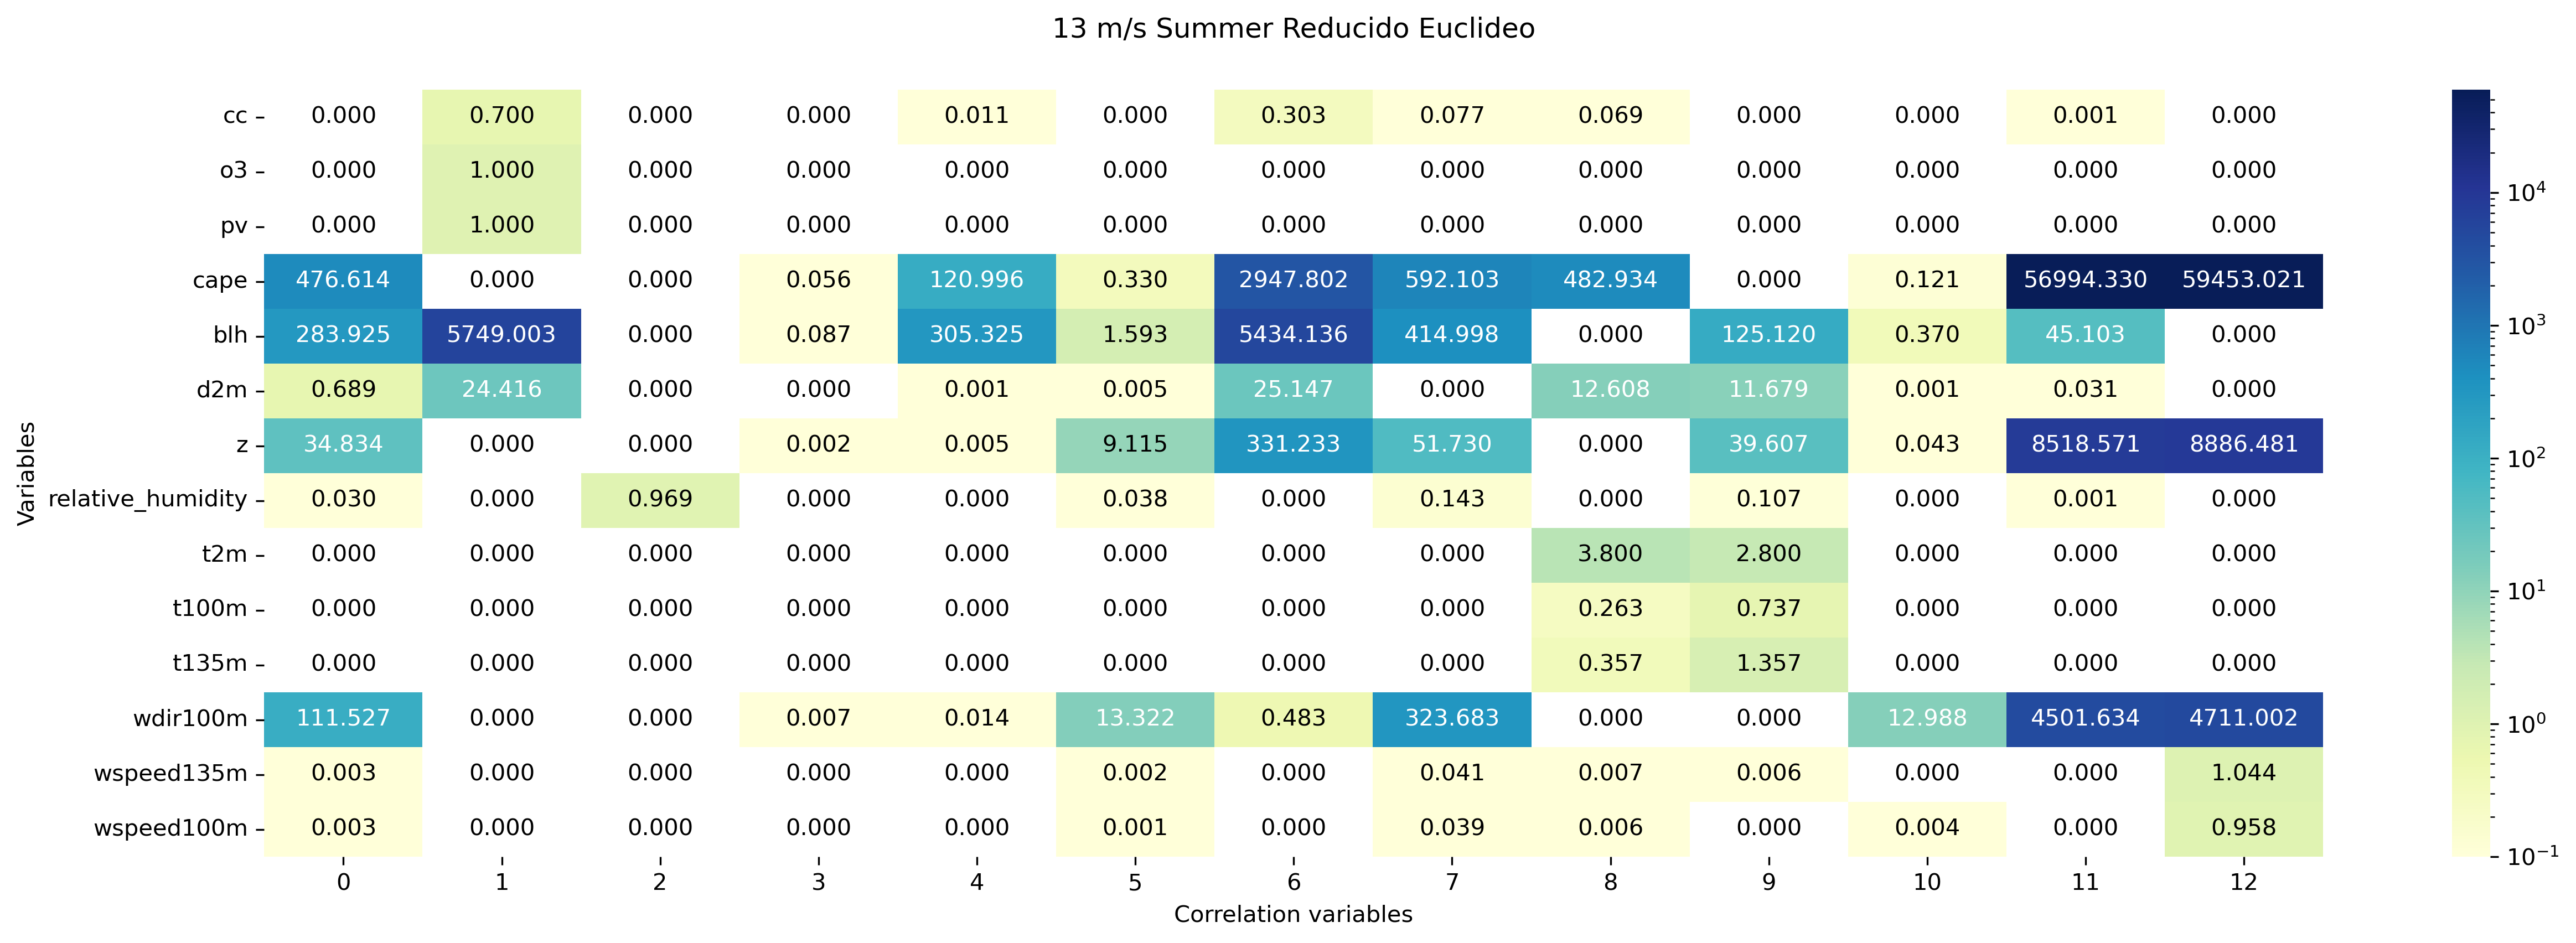 13 m/s Summer Reducido Euclideo
cc 0.000 0.700 0.000 0.000 0.011 0.000 0.303 0.077 0.069 0.000 0.000 0.001 0.000
o3 0.000 1.000 0.000 0.000 0.000 0.000 0.000 0.000 0.000 0.000 0.000 0.000 0.000
pv 0.000 1.000 0.000 0.000 0.000 0.000 0.000 0.000 0.000 0.000 0.000 0.000 0.000
10⁴
cape 476.614 0.000 0.000 0.056 120.996 0.330 2947.802 592.103 482.934 0.000 0.121 56994.330 59453.021
blh 283.925 5749.003 0.000 0.087 305.325 1.593 5434.136 414.998 0.000 125.120 0.370 45.103 0.000
10³
d2m 0.689 24.416 0.000 0.000 0.001 0.005 25.147 0.000 12.608 11.679 0.001 0.031 0.000
Variables
z 34.834 0.000 0.000 0.002 0.005 9.115 331.233 51.730 0.000 39.607 0.043 8518.571 8886.481
10²
relative_humidity 0.030 0.000 0.969 0.000 0.000 0.038 0.000 0.143 0.000 0.107 0.000 0.001 0.000
t2m 0.000 0.000 0.000 0.000 0.000 0.000 0.000 0.000 3.800 2.800 0.000 0.000 0.000
10¹
t100m 0.000 0.000 0.000 0.000 0.000 0.000 0.000 0.000 0.263 0.737 0.000 0.000 0.000
t135m 0.000 0.000 0.000 0.000 0.000 0.000 0.000 0.000 0.357 1.357 0.000 0.000 0.000
wdir100m 111.527 0.000 0.000 0.007 0.014 13.322 0.483 323.683 0.000 0.000 12.988 4501.634 4711.002
10⁰
wspeed135m 0.003 0.000 0.000 0.000 0.000 0.002 0.000 0.041 0.007 0.006 0.000 0.000 1.044
wspeed100m 0.003 0.000 0.000 0.000 0.000 0.001 0.000 0.039 0.006 0.000 0.004 0.000 0.958
10⁻¹
0 1 2 3 4 5 6 7 8 9 10 11 12
Correlation variables